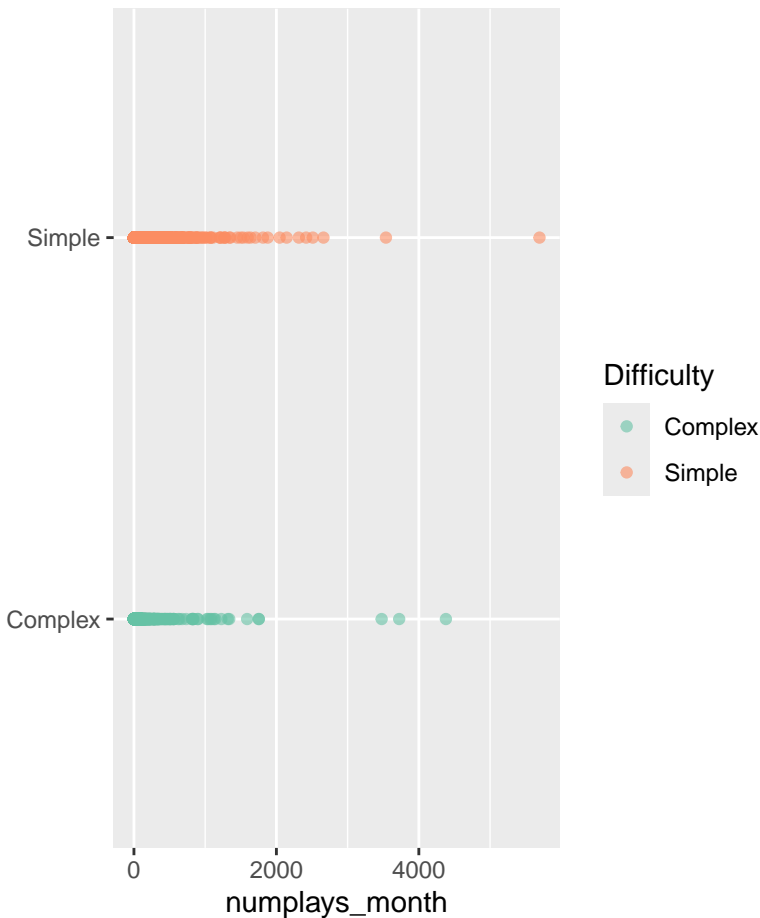 Simple
Complex
0 2000 4000
numplays_month
Difficulty
Complex
Simple